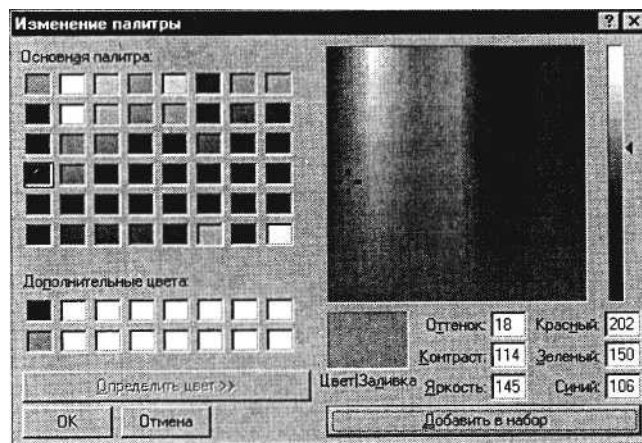 Изменение палитры
Основная палитра:
Дополнительные цвета:
Определить цвет >>
OK Отмена
Оттенок: 18 Красный: 202
Контраст: 114 Зеленый: 150
Цвет|Заливка Яркость: 145 Синий: 106
Добавить в набор